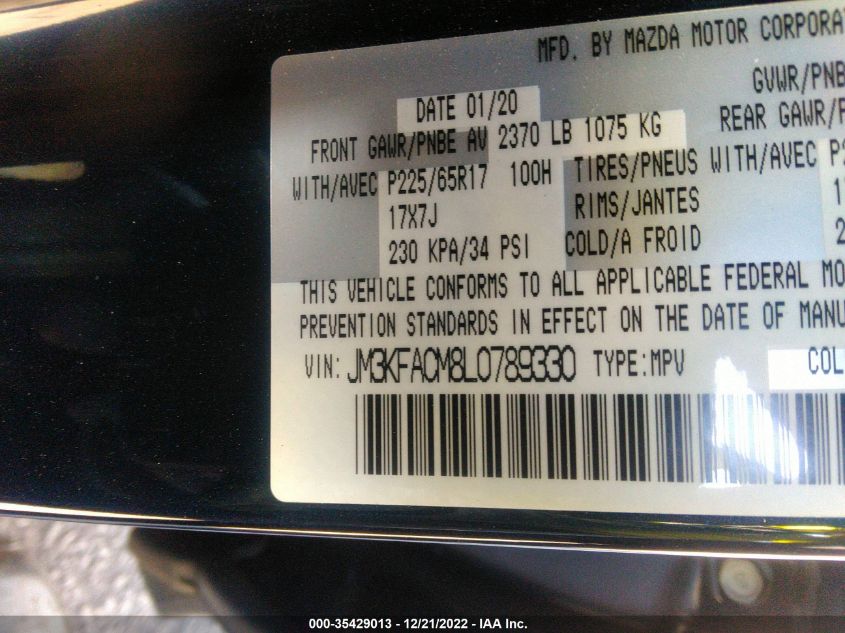 MFD. BY MAZDA MOTOR CORPORAT
GVWR/PNB
DATE 01/20
REAR GAWR/P
FRONT GAWR/PNBE AV 2370 LB 1075 KG
WITH/AVEC P225/65R17 100H TIRES/PNEUS WITH/AVEC P2
17X7J RIMS/JANTES 17
230 KPA/34 PSI COLD/A FROID 2
THIS VEHICLE CONFORMS TO ALL APPLICABLE FEDERAL MO
PREVENTION STANDARDS IN EFFECT ON THE DATE OF MANU
VIN: JM3KFACM8L0789330 TYPE:MPV COL
000-35429013 - 12/21/2022 - IAA Inc.